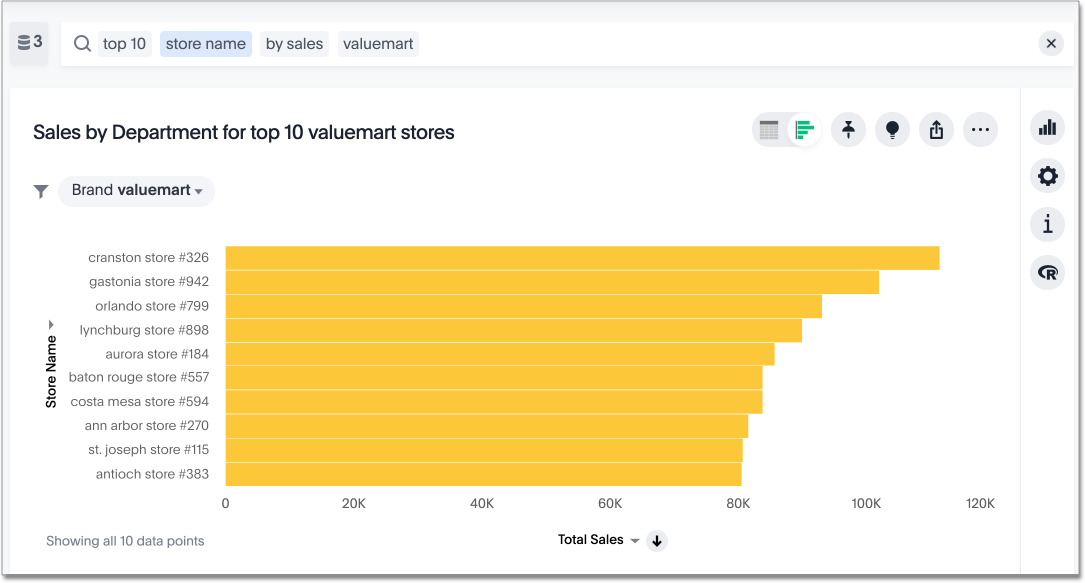 3
top 10 store name by sales valuemart
Sales by Department for top 10 valuemart stores
Brand valuemart
cranston store #326
gastonia store #942
orlando store #799
lynchburg store #898
aurora store #184
baton rouge store #557
costa mesa store #594
ann arbor store #270
st. joseph store #115
antioch store #383
Store Name
0 20K 40K 60K 80K 100K 120K
Total Sales
Showing all 10 data points
i
R